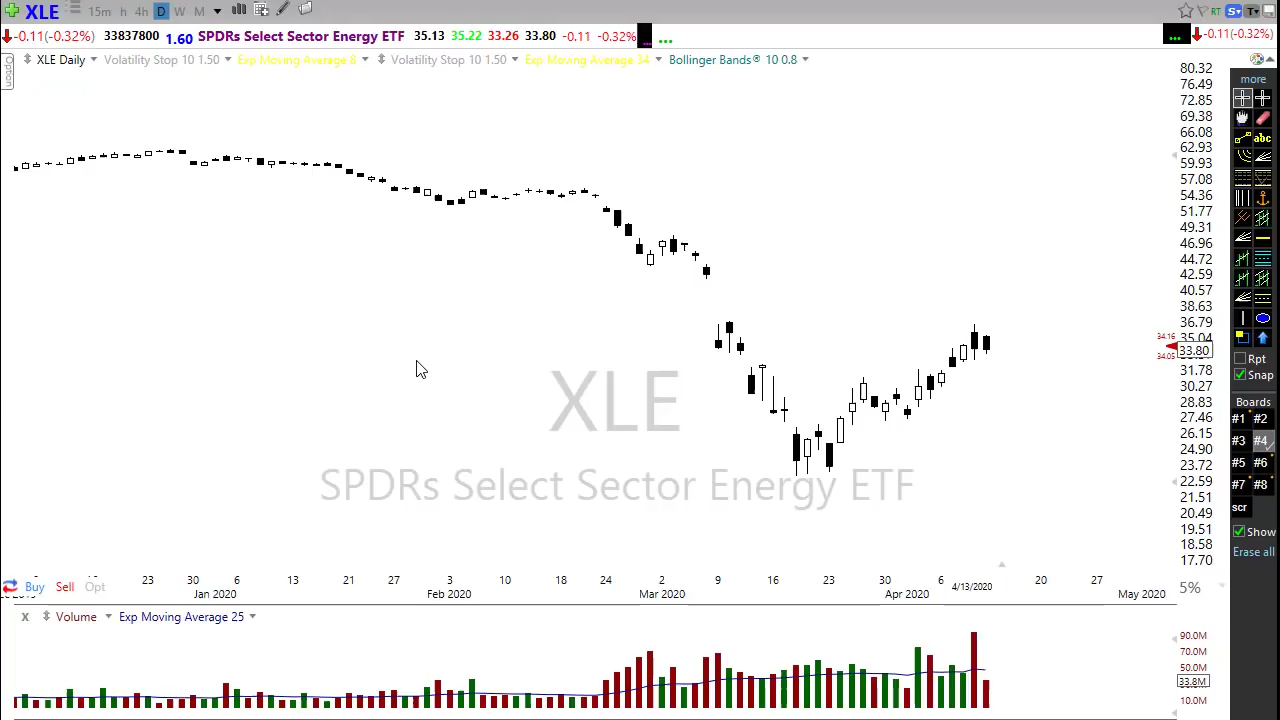 XLE 15m h 4h D W M RT S T
-0.11(-0.32%) 33837800 1.60 SPDRs Select Sector Energy ETF 35.13 35.22 33.26 33.80 -0.11 -0.32% ... ... -0.11(-0.32%)
Option
XLE Daily Volatility Stop 10 1.50 Exp Moving Average 8 Volatility Stop 10 1.50 Exp Moving Average 34 Bollinger Bands® 10 0.8
80.32
76.49
72.85
69.38
66.08
62.93
59.93
57.08
54.36
51.77
49.31
46.96
44.72
42.59
40.57
38.63
36.79
35.04
34.16
33.80
34.05
31.78
30.27
28.83
27.46
26.15
24.90
23.72
22.59
21.51
20.49
19.51
18.58
17.70
more
abc
Rpt
Snap
Boards
#1 #2
#3 #4
#5 #6
#7 #8
scr
Show
Erase all
XLE
SPDRs Select Sector Energy ETF
Buy Sell Opt
23 30 6 13 21 27 3 10 18 24 2 9 16 23 30 6 4/13/2020 20 27
Jan 2020 Feb 2020 Mar 2020 Apr 2020 May 2020
5%
X Volume Exp Moving Average 25
90.0M
70.0M
50.0M
33.8M
10.0M